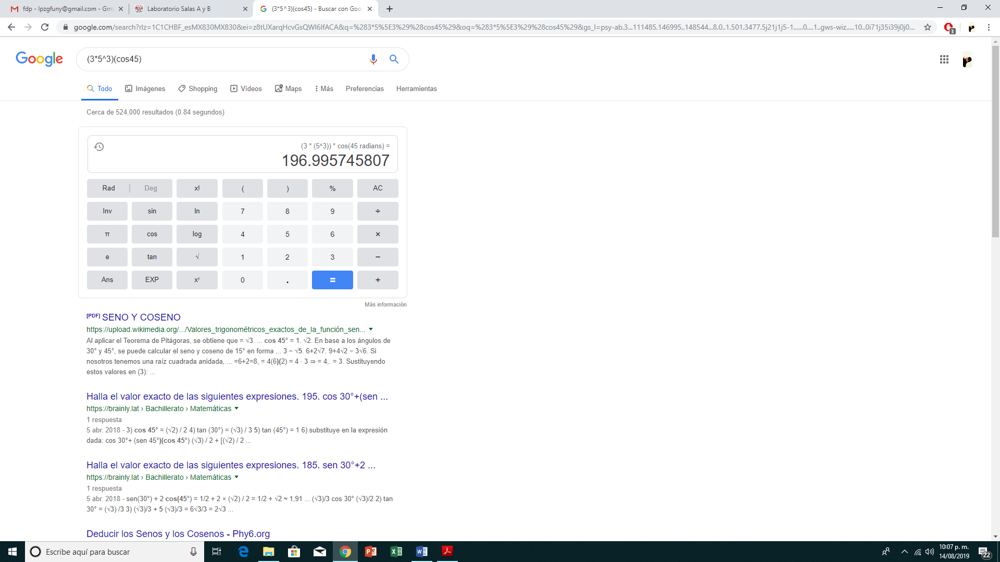 fdp - lpzgfuny@gmail.com - Gma
Laboratorio Salas A y B
(3*5^3)(cos45) - Buscar con Goo
google.com/search?rlz=1C1CHBF_esMX830MX830&ei=z8tUXarqHcvGsQWI6IfACA&q=%283*5%5E3%29%28cos45%29&oq=%283*5%5E3%29%28cos45%29&gs_l=psy-ab.3...111485.146995..148544...8.0..1.501.3477.5j21j1j5-1......0....1..gws-wiz.....10..0i71j35i39j0j0...
3
Google
(3*5^3)(cos45)
Todo Imágenes Shopping Vídeos Maps Más Preferencias Herramientas
Cerca de 524,000 resultados (0.84 segundos)
(3 * (5^3)) * cos(45 radians) =
196.995745807
Rad | Deg x! ( ) % AC
Inv sin ln 7 8 9 ÷
π cos log 4 5 6 ×
e tan √ 1 2 3 −
Ans EXP xʸ 0 . = +
Más información
[PDF] SENO Y COSENO
https://upload.wikimedia.org/.../Valores_trigonométricos_exactos_de_la_función_sen...
Al aplicar el Teorema de Pitágoras, se obtiene que = √3. ... cos 45° = 1. √2. En base a los ángulos de
30° y 45°, se puede calcular el seno y coseno de 15° en forma ... 3 − √5. 6+2√7. 9+4√2 − 3√6. Si
nosotros tenemos una raíz cuadrada anidada, ... =6+2=8, = 4(6)(2) = 4 · 3 ⇒ = 4,. = 3. Sustituyendo
estos valores en (3): ...
Halla el valor exacto de las siguientes expresiones. 195. cos 30°+(sen ...
https://brainly.lat › Bachillerato › Matemáticas
1 respuesta
5 abr. 2018 - 3) cos 45° = (√2) / 2 4) tan (30°) = (√3) / 3 5) tan (45°) = 1 6) substituye en la expresión
dada: cos 30°+ (sen 45°)(cos 45°) (√3) / 2 + [(√2) / 2 ...
Halla el valor exacto de las siguientes expresiones. 185. sen 30°+2 ...
https://brainly.lat › Bachillerato › Matemáticas
1 respuesta
5 abr. 2018 - sen(30°) + 2 cos(45°) = 1/2 + 2 × (√2) / 2 = 1/2 + √2 ≈ 1,91 ... (√3)/3 cos 30° (√3)/2 2) tan
30° = (√3) /3 3) (√3)/3 + 5 (√3)/3 = 6√3/3 = 2√3 ...
Deducir los Senos y los Cosenos - Phy6.org
Escribe aquí para buscar
10:07 p. m.
14/08/2019
22